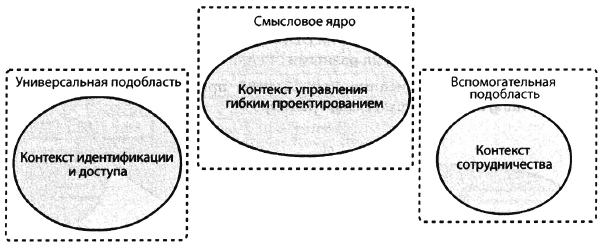 Смысловое ядро
Контекст управления
гибким проектированием
Универсальная подобласть
Контекст идентификации
и доступа
Вспомогательная
подобласть
Контекст
сотрудничества